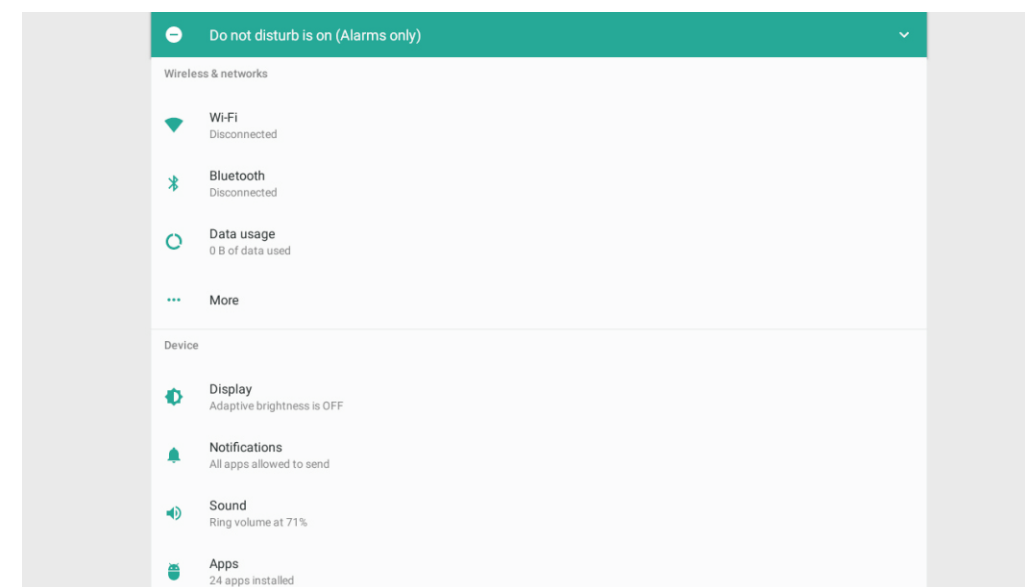 Do not disturb is on (Alarms only)
Wireless & networks
Wi-Fi
Disconnected
Bluetooth
Disconnected
Data usage
0 B of data used
More
Device
Display
Adaptive brightness is OFF
Notifications
All apps allowed to send
Sound
Ring volume at 71%
Apps
24 apps installed